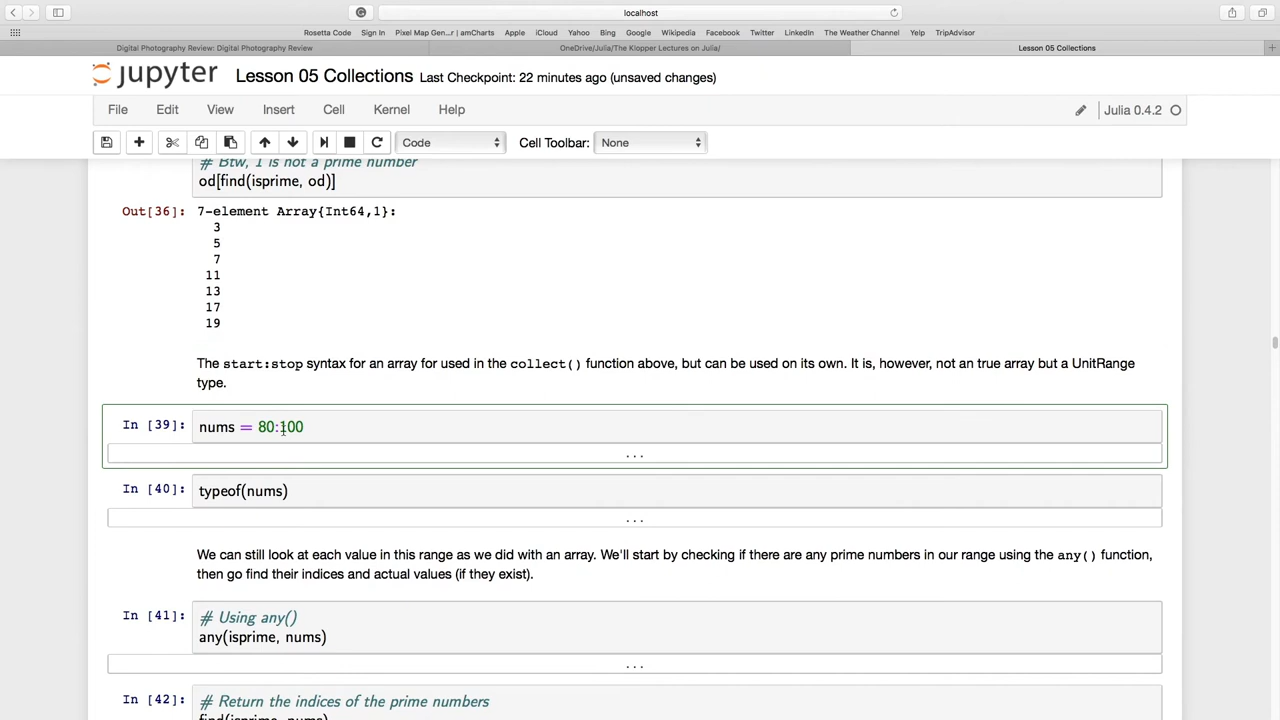 localhost
Rosetta Code Sign In Pixel Map Gen...r | amCharts Apple iCloud Yahoo Bing Google Wikipedia Facebook Twitter LinkedIn The Weather Channel Yelp TripAdvisor
Digital Photography Review: Digital Photography Review OneDrive/Julia/The Klopper Lectures on Julia/ Lesson 05 Collections
jupyter Lesson 05 Collections Last Checkpoint: 22 minutes ago (unsaved changes)
File Edit View Insert Cell Kernel Help Julia 0.4.2
Code Cell Toolbar: None
# Btw, 1 is not a prime number
od[find(isprime, od)]
Out[36]: 7-element Array{Int64,1}:
3
5
7
11
13
17
19
The start:stop syntax for an array for used in the collect() function above, but can be used on its own. It is, however, not an true array but a UnitRange
type.
In [39]: nums = 80:100
...
In [40]: typeof(nums)
...
We can still look at each value in this range as we did with an array. We'll start by checking if there are any prime numbers in our range using the any() function,
then go find their indices and actual values (if they exist).
In [41]: # Using any()
any(isprime, nums)
...
In [42]: # Return the indices of the prime numbers
find(isprime, nums)